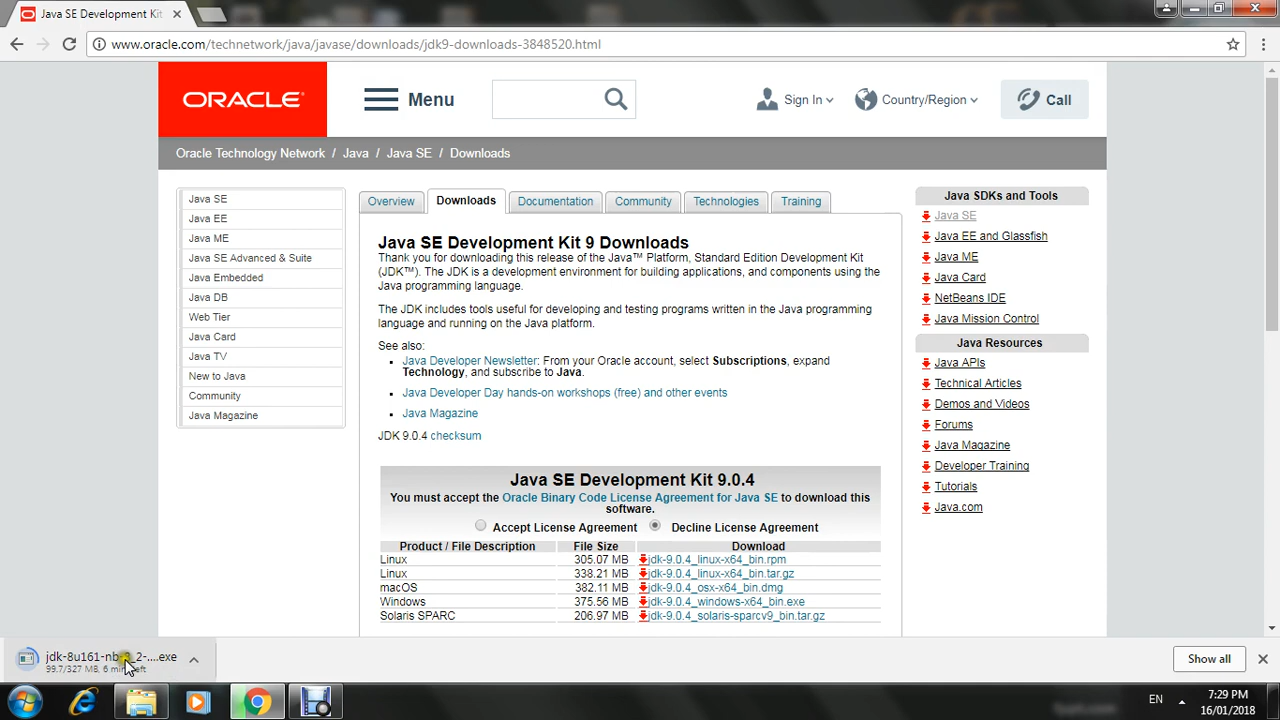 Java SE Development Kit
www.oracle.com/technetwork/java/javase/downloads/jdk9-downloads-3848520.html
ORACLE
Menu
Sign In
Country/Region
Call
Oracle Technology Network / Java / Java SE / Downloads
Java SE
Java EE
Java ME
Java SE Advanced & Suite
Java Embedded
Java DB
Web Tier
Java Card
Java TV
New to Java
Community
Java Magazine
Overview
Downloads
Documentation
Community
Technologies
Training
Java SE Development Kit 9 Downloads
Thank you for downloading this release of the Java™ Platform, Standard Edition Development Kit
(JDK™). The JDK is a development environment for building applications, and components using the
Java programming language.
The JDK includes tools useful for developing and testing programs written in the Java programming
language and running on the Java platform.
See also:
Java Developer Newsletter: From your Oracle account, select Subscriptions, expand
Technology, and subscribe to Java.
Java Developer Day hands-on workshops (free) and other events
Java Magazine
JDK 9.0.4 checksum
Java SE Development Kit 9.0.4
You must accept the Oracle Binary Code License Agreement for Java SE to download this
software.
Accept License Agreement Decline License Agreement
Product / File Description File Size Download
Linux 305.07 MB jdk-9.0.4_linux-x64_bin.rpm
Linux 338.21 MB jdk-9.0.4_linux-x64_bin.tar.gz
macOS 382.11 MB jdk-9.0.4_osx-x64_bin.dmg
Windows 375.56 MB jdk-9.0.4_windows-x64_bin.exe
Solaris SPARC 206.97 MB jdk-9.0.4_solaris-sparcv9_bin.tar.gz
Java SDKs and Tools
Java SE
Java EE and Glassfish
Java ME
Java Card
NetBeans IDE
Java Mission Control
Java Resources
Java APIs
Technical Articles
Demos and Videos
Forums
Java Magazine
Developer Training
Tutorials
Java.com
99.7/327 MB, 6 left
Show all
EN
7:29 PM
16/01/2018